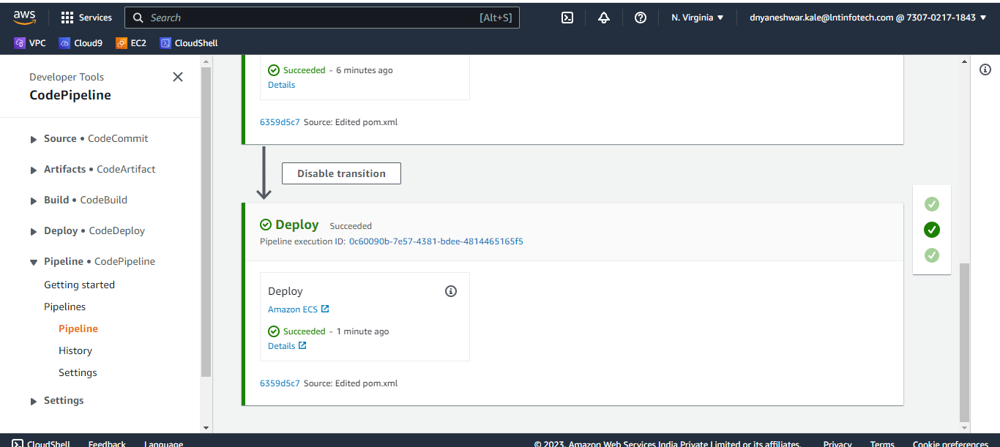 aws Services Search [Alt+S] N. Virginia dnyaneshwar.kale@lntinfotech.com @ 7307-0217-1843
VPC Cloud9 EC2 CloudShell
Developer Tools
CodePipeline
Source • CodeCommit
Artifacts • CodeArtifact
Build • CodeBuild
Deploy • CodeDeploy
Pipeline • CodePipeline
Getting started
Pipelines
Pipeline
History
Settings
Settings
Succeeded - 6 minutes ago
Details
6359d5c7 Source: Edited pom.xml
Disable transition
Deploy Succeeded
Pipeline execution ID: 0c60090b-7e57-4381-bdee-4814465165f5
Deploy
Amazon ECS
Succeeded - 1 minute ago
Details
6359d5c7 Source: Edited pom.xml
CloudShell Feedback Language © 2023, Amazon Web Services India Private Limited or its affiliates. Privacy Terms Cookie preferences